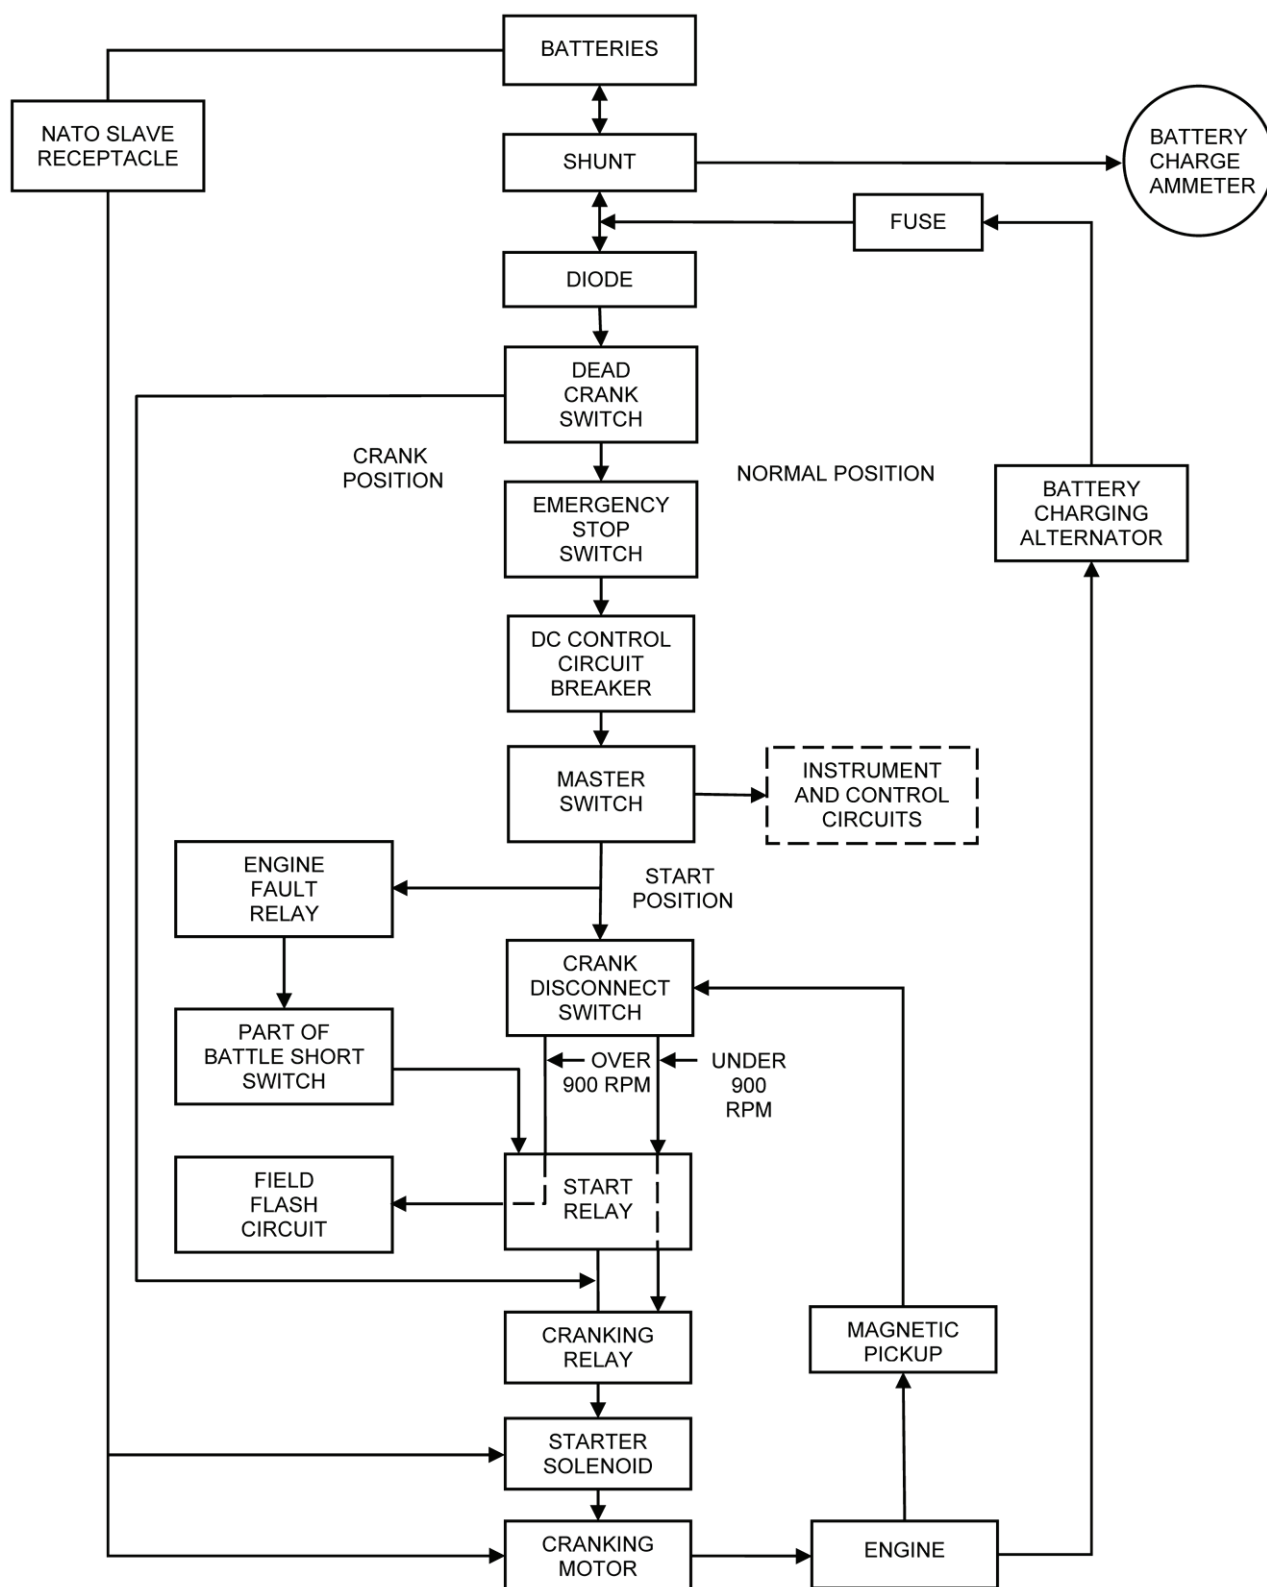 BATTERIES
NATO SLAVE
RECEPTACLE
SHUNT
BATTERY
CHARGE
AMMETER
FUSE
DIODE
DEAD
CRANK
SWITCH
CRANK
POSITION
NORMAL POSITION
EMERGENCY
STOP
SWITCH
BATTERY
CHARGING
ALTERNATOR
DC CONTROL
CIRCUIT
BREAKER
MASTER
SWITCH
INSTRUMENT
AND CONTROL
CIRCUITS
ENGINE
FAULT
RELAY
START
POSITION
CRANK
DISCONNECT
SWITCH
PART OF
BATTLE SHORT
SWITCH
OVER
900 RPM
UNDER
900
RPM
FIELD
FLASH
CIRCUIT
START
RELAY
CRANKING
RELAY
MAGNETIC
PICKUP
STARTER
SOLENOID
CRANKING
MOTOR
ENGINE